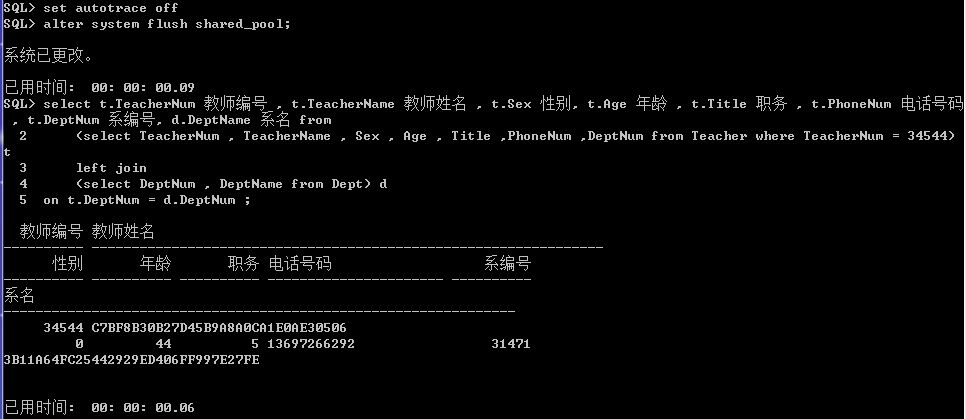 SQL> set autotrace off
SQL> alter system flush shared_pool;
系统已更改。
已用时间:  00: 00: 00.09
SQL> select t.TeacherNum 教师编号 , t.TeacherName 教师姓名 , t.Sex 性别, t.Age 年龄 , t.Title 职务 , t.PhoneNum 电话号码
 , t.DeptNum 系编号, d.DeptName 系名 from
  2      (select TeacherNum , TeacherName , Sex , Age , Title ,PhoneNum ,DeptNum from Teacher where TeacherNum = 34544)
t
  3      left join
  4      (select DeptNum , DeptName from Dept) d
  5  on t.DeptNum = d.DeptNum ;
教师编号 教师姓名
---------- ----------------------------------------------------------------
性别       年龄       职务 电话号码                   系编号
---------- ---------- ---------- ---------------------- ----------
系名
----------------------------------------------------------------
34544 C7BF8B30B27D45B9A8A0CA1E0AE30506
0         44          5 13697266292                 31471
3B11A64FC25442929ED406FF997E27FE
已用时间:  00: 00: 00.06